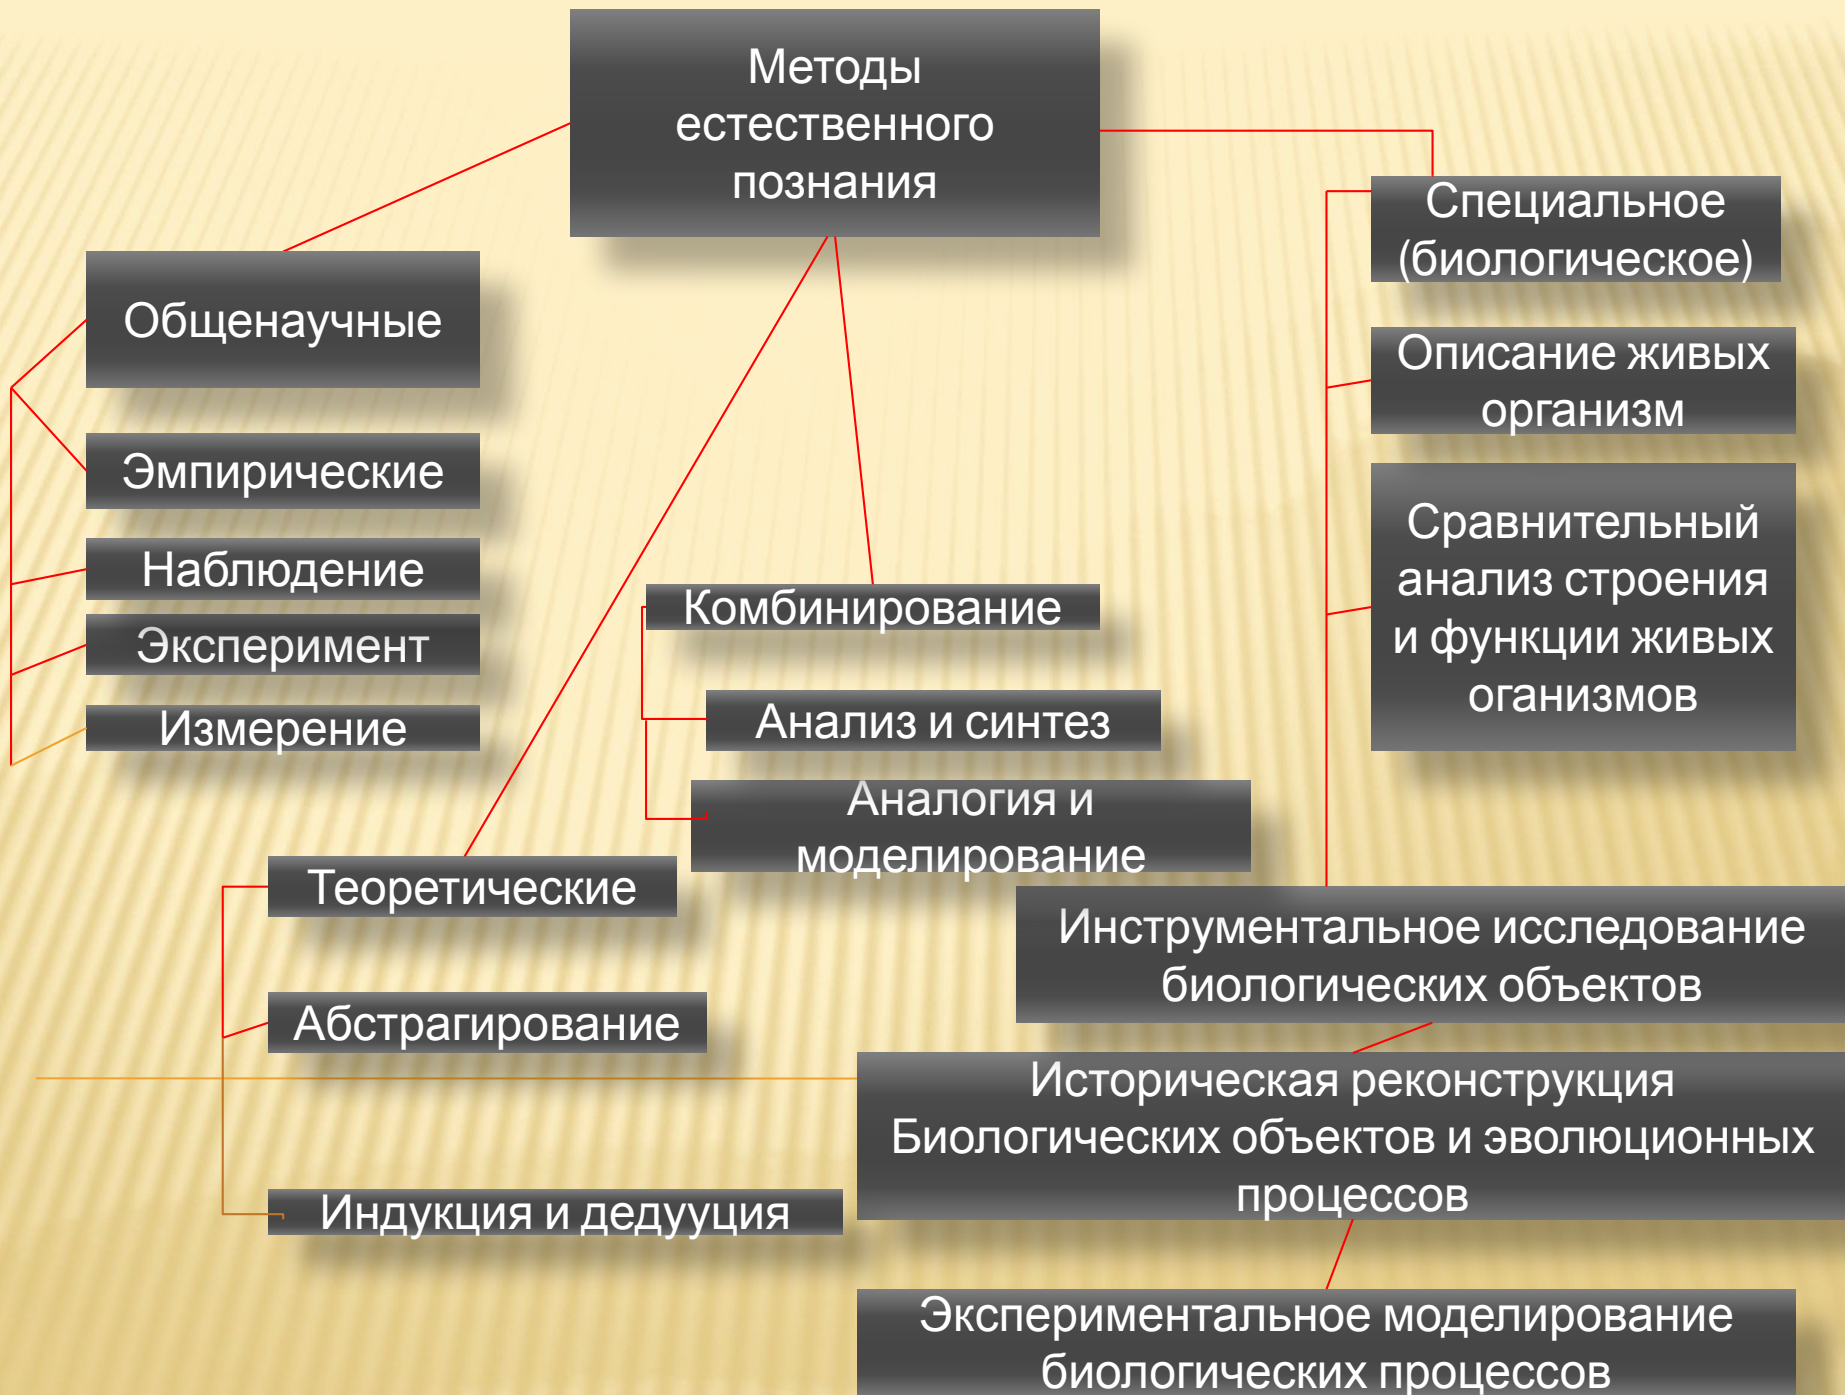 Методы
естественного
познания
Общенаучные
Эмпирические
Наблюдение
Эксперимент
Измерение
Комбинирование
Анализ и синтез
Аналогия и
моделирование
Теоретические
Абстрагирование
Индукция и дедууция
Специальное
(биологическое)
Описание живых
организм
Сравнительный
анализ строения
и функции живых
оганизмов
Инструментальное исследование
биологических объектов
Историческая реконструкция
Биологических объектов и эволюционных
процессов
Экспериментальное моделирование
биологических процессов